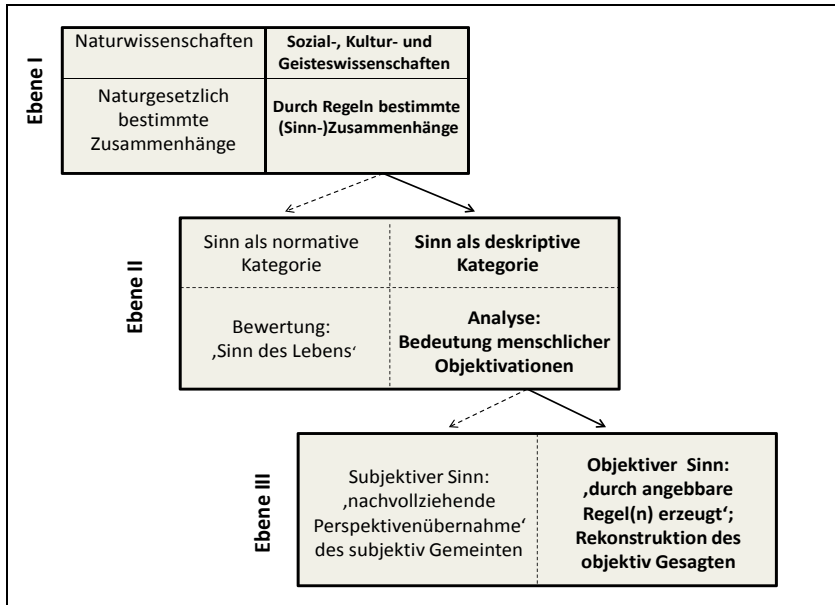 Ebene I
Naturwissenschaften
Sozial-, Kultur- und
Geisteswissenschaften
Naturgesetzlich
bestimmte
Zusammenhänge
Durch Regeln bestimmte
(Sinn-)Zusammenhänge
Ebene II
Sinn als normative
Kategorie
Sinn als deskriptive
Kategorie
Bewertung:
‚Sinn des Lebens‘
Analyse:
Bedeutung menschlicher
Objektivationen
Ebene III
Subjektiver Sinn:
‚nachvollziehende
Perspektivenübernahme‘
des subjektiv Gemeinten
Objektiver Sinn:
‚durch angebbare
Regel(n) erzeugt‘;
Rekonstruktion des
objektiv Gesagten